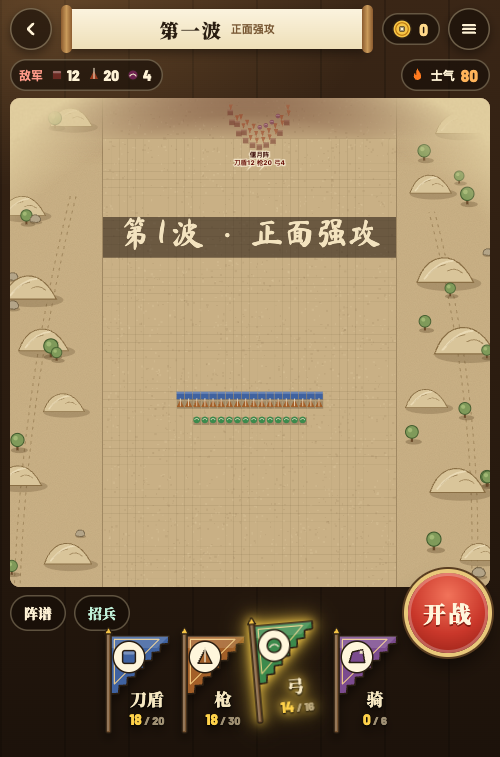 第一波 正面强攻
0
敌军 12 20 4
士气 80
偃月阵
刀盾12 枪20 弓4
第1波 · 正面强攻
阵谱 招兵
开战
刀盾 18 / 20
枪 18 / 30
弓 14 / 16
骑 0 / 6